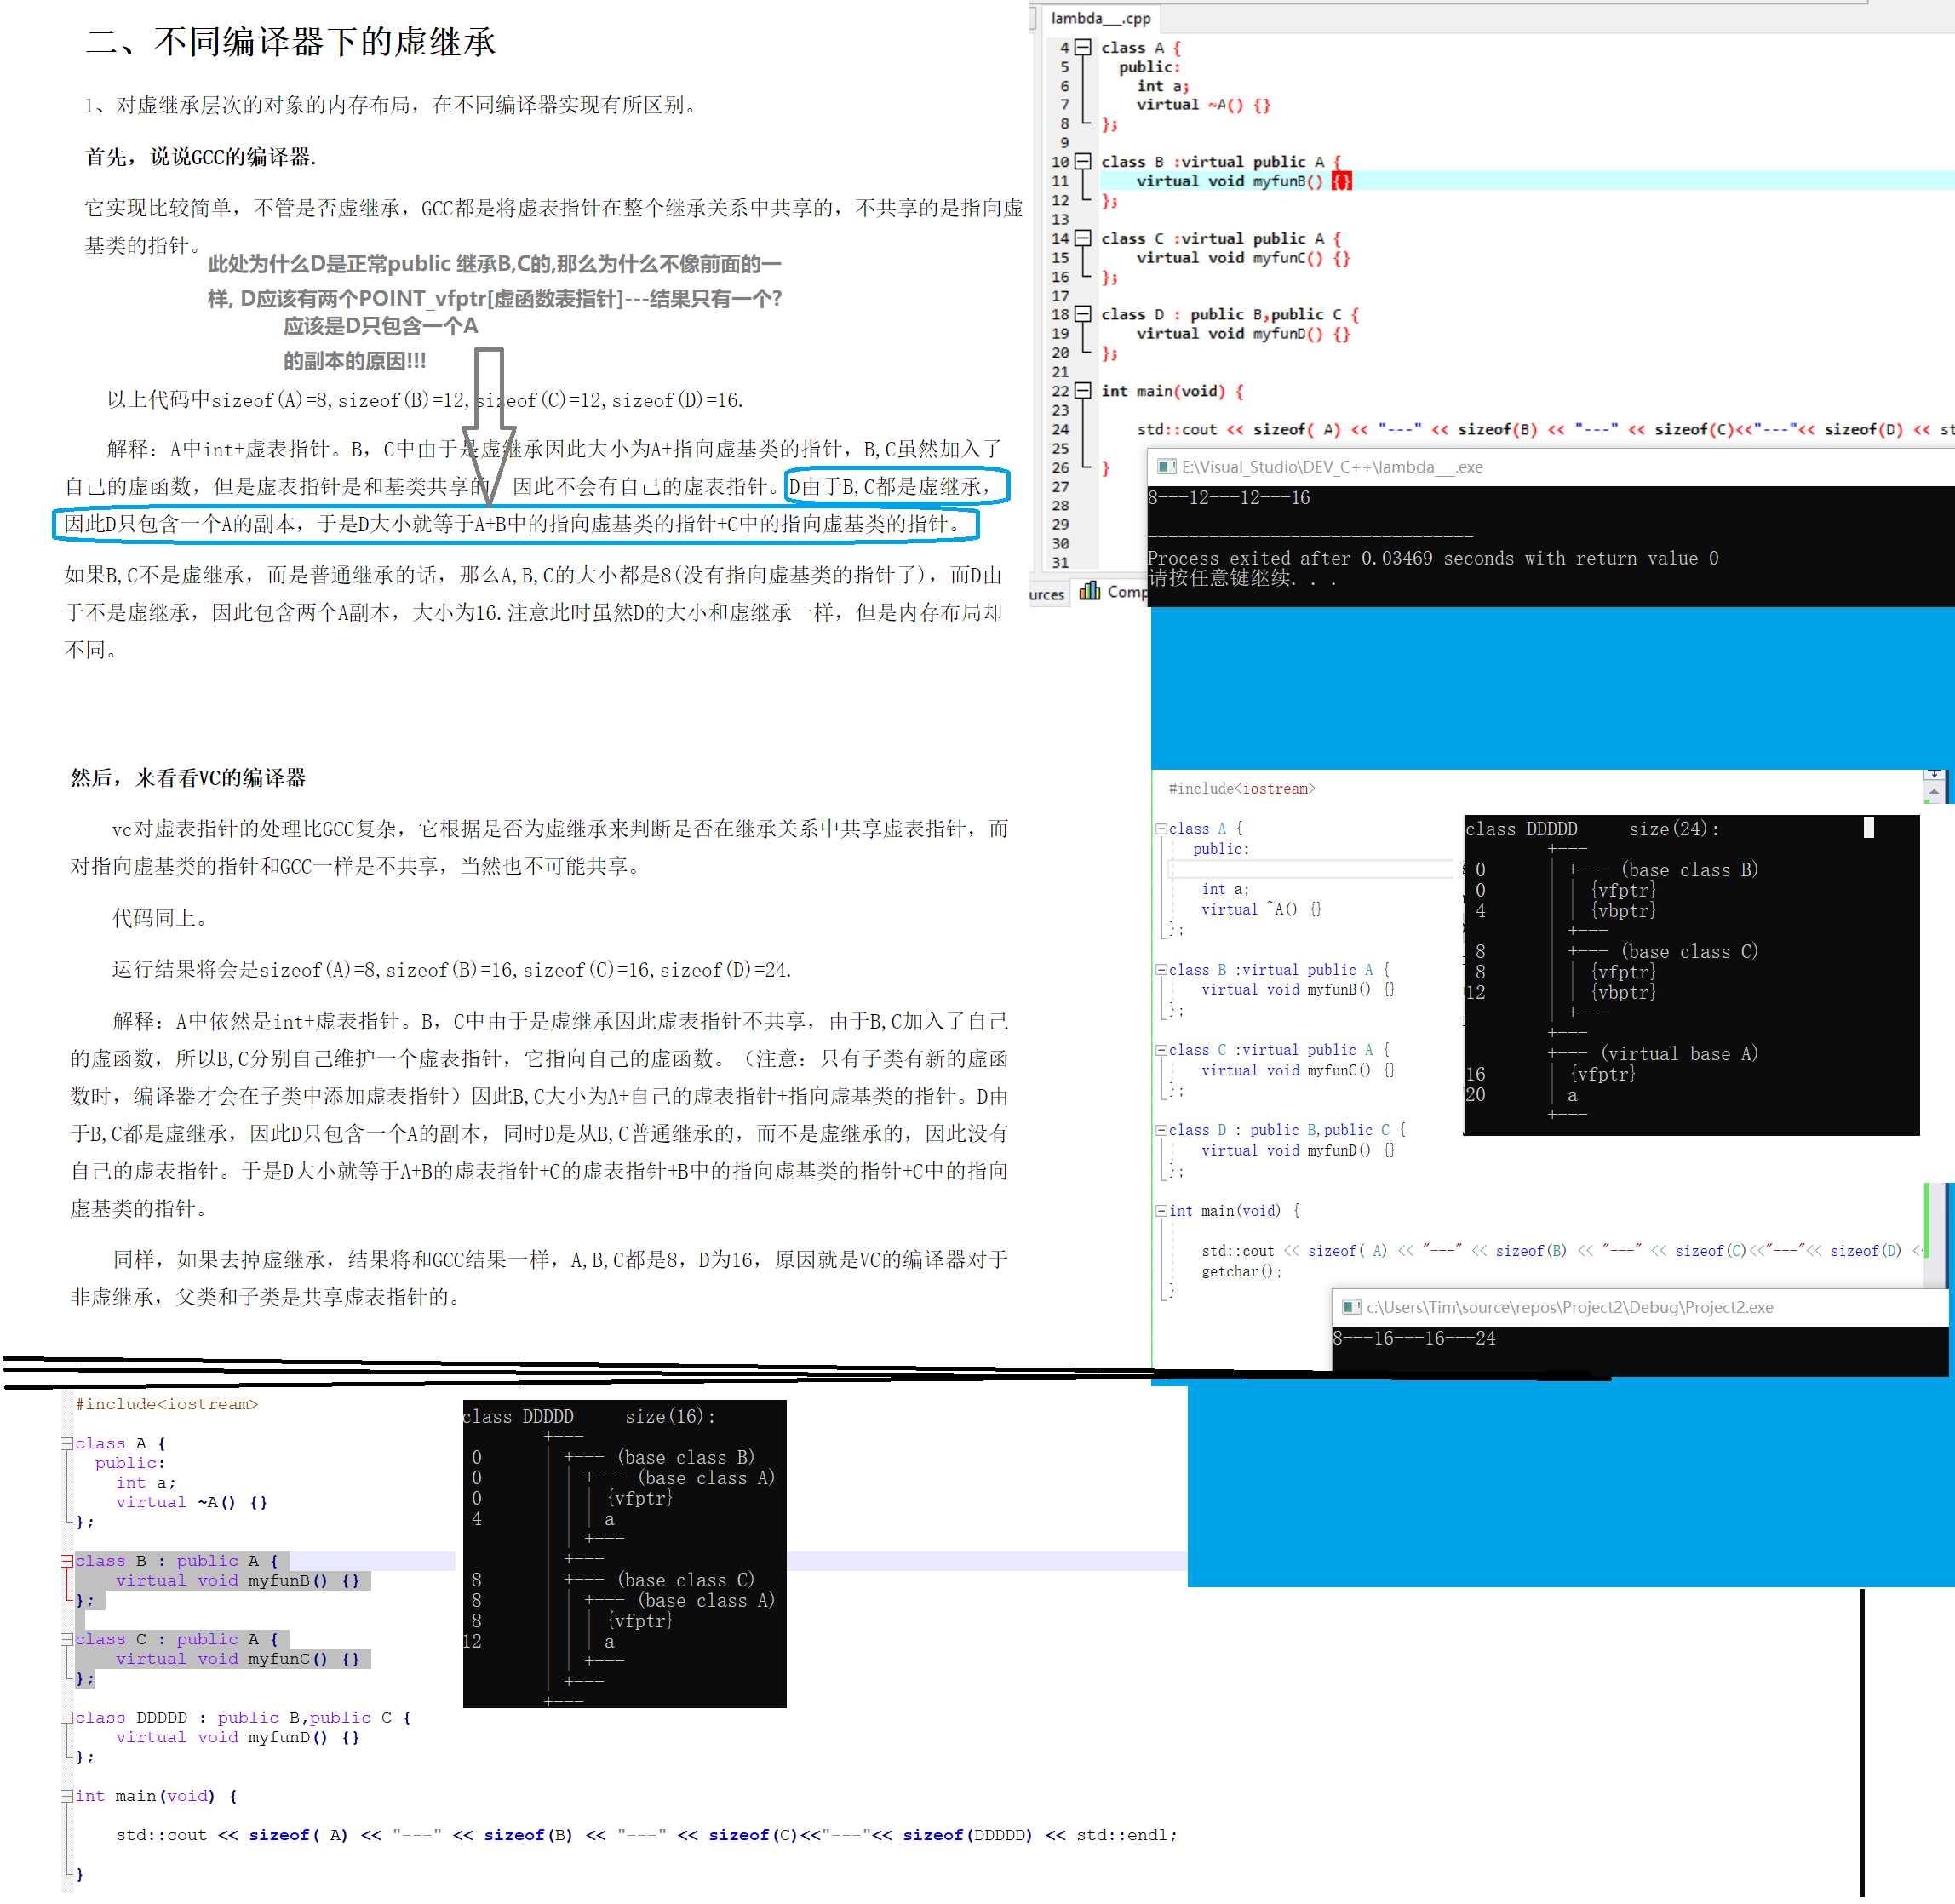 二、不同编译器下的虚继承
1、对虚继承层次的对象的内存布局，在不同编译器实现有所区别。
首先，说说GCC的编译器.
它实现比较简单，不管是否虚继承，GCC都是将虚表指针在整个继承关系中共享的，不共享的是指向虚
基类的指针。
此处为什么D是正常public 继承B,C的,那么为什么不像前面的一
样, D应该有两个POINT_vfptr[虚函数表指针]---结果只有一个?
应该是D只包含一个A
的副本的原因!!!
以上代码中sizeof(A)=8,sizeof(B)=12,sizeof(C)=12,sizeof(D)=16.
解释：A中int+虚表指针。B，C中由于是虚继承因此大小为A+指向虚基类的指针，B,C虽然加入了
自己的虚函数，但是虚表指针是和基类共享的，因此不会有自己的虚表指针。D由于B,C都是虚继承，
因此D只包含一个A的副本，于是D大小就等于A+B中的指向虚基类的指针+C中的指向虚基类的指针。
如果B,C不是虚继承，而是普通继承的话，那么A,B,C的大小都是8(没有指向虚基类的指针了)，而D由
于不是虚继承，因此包含两个A副本，大小为16.注意此时虽然D的大小和虚继承一样，但是内存布局却
不同。
然后，来看看VC的编译器
vc对虚表指针的处理比GCC复杂，它根据是否为虚继承来判断是否在继承关系中共享虚表指针，而
对指向虚基类的指针和GCC一样是不共享，当然也不可能共享。
代码同上。
运行结果将会是sizeof(A)=8,sizeof(B)=16,sizeof(C)=16,sizeof(D)=24.
解释：A中依然是int+虚表指针。B，C中由于是虚继承因此虚表指针不共享，由于B,C加入了自己
的虚函数，所以B,C分别自己维护一个虚表指针，它指向自己的虚函数。（注意：只有子类有新的虚函
数时，编译器才会在子类中添加虚表指针）因此B,C大小为A+自己的虚表指针+指向虚基类的指针。D由
于B,C都是虚继承，因此D只包含一个A的副本，同时D是从B,C普通继承的，而不是虚继承的，因此没有
自己的虚表指针。于是D大小就等于A+B的虚表指针+C的虚表指针+B中的指向虚基类的指针+C中的指向
虚基类的指针。
同样，如果去掉虚继承，结果将和GCC结果一样，A,B,C都是8，D为16，原因就是VC的编译器对于
非虚继承，父类和子类是共享虚表指针的。
lambda__.cpp
4 class A {
5 public:
6 int a;
7 virtual ~A() {}
8 };
9
10 class B :virtual public A {
11 virtual void myfunB() {}
12 };
13
14 class C :virtual public A {
15 virtual void myfunC() {}
16 };
17
18 class D : public B,public C {
19 virtual void myfunD() {}
20 };
21
22 int main(void) {
23
24 std::cout << sizeof( A) << "---" << sizeof(B) << "---" << sizeof(C)<<"---"<< sizeof(D) << st
25
26 }
27
28
29
30
31
urces Comp
E:\Visual_Studio\DEV_C++\lambda__.exe
8---12---12---16
--------------------------------
Process exited after 0.03469 seconds with return value 0
请按任意键继续. . .
#include<iostream>
class A {
public:
int a;
virtual ~A() {}
};
class B :virtual public A {
virtual void myfunB() {}
};
class C :virtual public A {
virtual void myfunC() {}
};
class D : public B,public C {
virtual void myfunD() {}
};
int main(void) {
std::cout << sizeof( A) << "---" << sizeof(B) << "---" << sizeof(C)<<"---"<< sizeof(D) <
getchar();
}
class DDDDD size(24):
+---
0 | +--- (base class B)
0 | | {vfptr}
4 | | {vbptr}
| +---
8 | +--- (base class C)
8 | | {vfptr}
12 | | {vbptr}
| +---
+---
+--- (virtual base A)
16 | {vfptr}
20 | a
+---
c:\Users\Tim\source\repos\Project2\Debug\Project2.exe
8---16---16---24
#include<iostream>
class A {
public:
int a;
virtual ~A() {}
};
class B : public A {
virtual void myfunB() {}
};
class C : public A {
virtual void myfunC() {}
};
class DDDDD : public B,public C {
virtual void myfunD() {}
};
int main(void) {
std::cout << sizeof( A) << "---" << sizeof(B) << "---" << sizeof(C)<<"---"<< sizeof(DDDDD) << std::endl;
}
class DDDDD size(16):
+---
0 | +--- (base class B)
0 | | +--- (base class A)
0 | | | {vfptr}
4 | | | a
| | +---
| +---
8 | +--- (base class C)
8 | | +--- (base class A)
8 | | | {vfptr}
12 | | | a
| | +---
| +---
+---